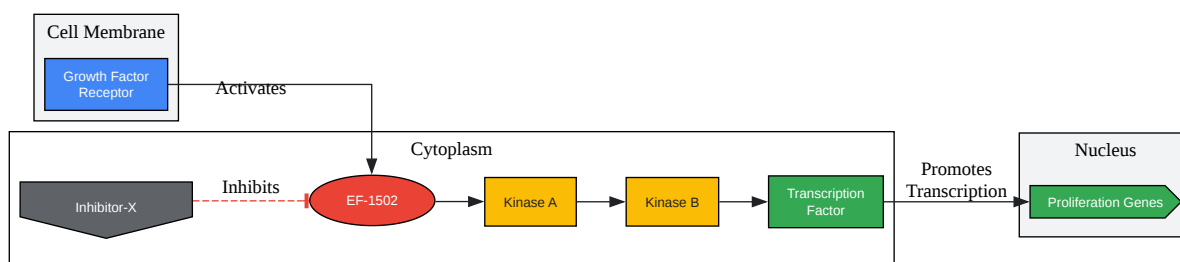 Cell Membrane
Growth Factor
Receptor
Activates
Cytoplasm
Inhibitor-X
Inhibits
EF-1502
Kinase A
Kinase B
Transcription
Factor
Promotes
Transcription
Nucleus
Proliferation Genes